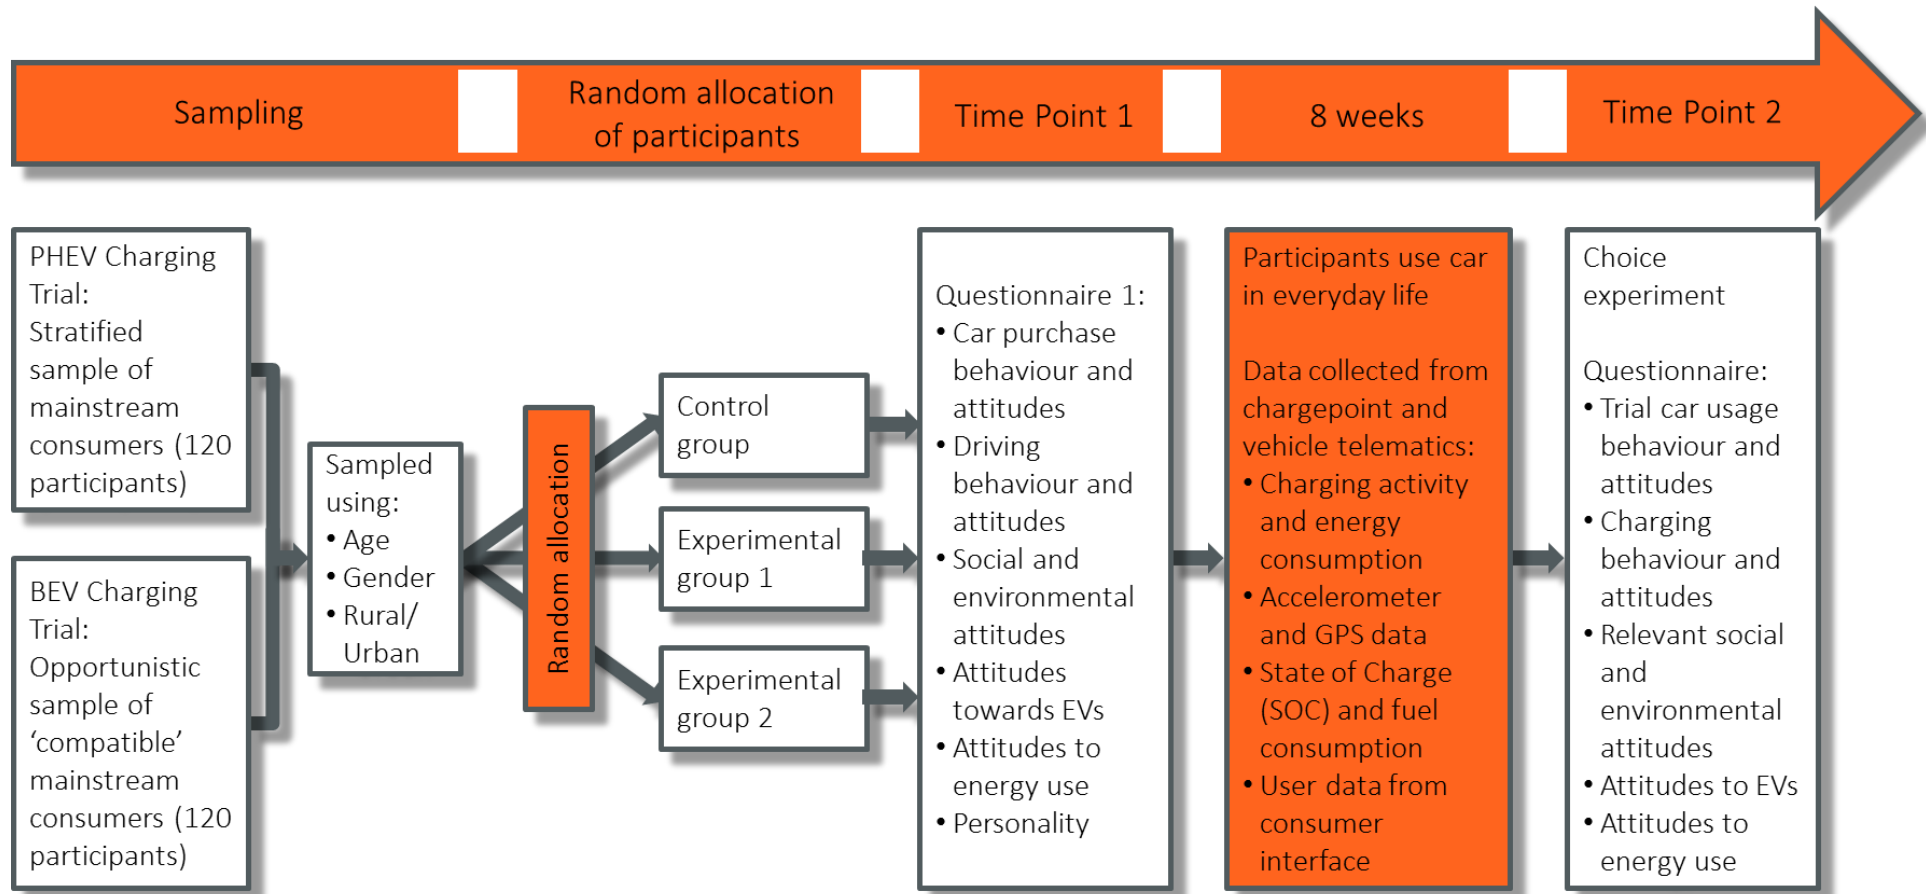 Sampling
Random allocation
of participants
Time Point 1
8 weeks
Time Point 2
PHEV Charging
Trial:
Stratified
sample of
mainstream
consumers (120
participants)
BEV Charging
Trial:
Opportunistic
sample of
‘compatible’
mainstream
consumers (120
participants)
Sampled
using:
• Age
• Gender
• Rural/
Urban
Random allocation
Control
group
Experimental
group 1
Experimental
group 2
Questionnaire 1:
• Car purchase
behaviour and
attitudes
• Driving
behaviour and
attitudes
• Social and
environmental
attitudes
• Attitudes
towards EVs
• Attitudes to
energy use
• Personality
Participants use car
in everyday life
Data collected from
chargepoint and
vehicle telematics:
• Charging activity
and energy
consumption
• Accelerometer
and GPS data
• State of Charge
(SOC) and fuel
consumption
• User data from
consumer
interface
Choice
experiment
Questionnaire:
• Trial car usage
behaviour and
attitudes
• Charging
behaviour and
attitudes
• Relevant social
and
environmental
attitudes
• Attitudes to EVs
• Attitudes to
energy use